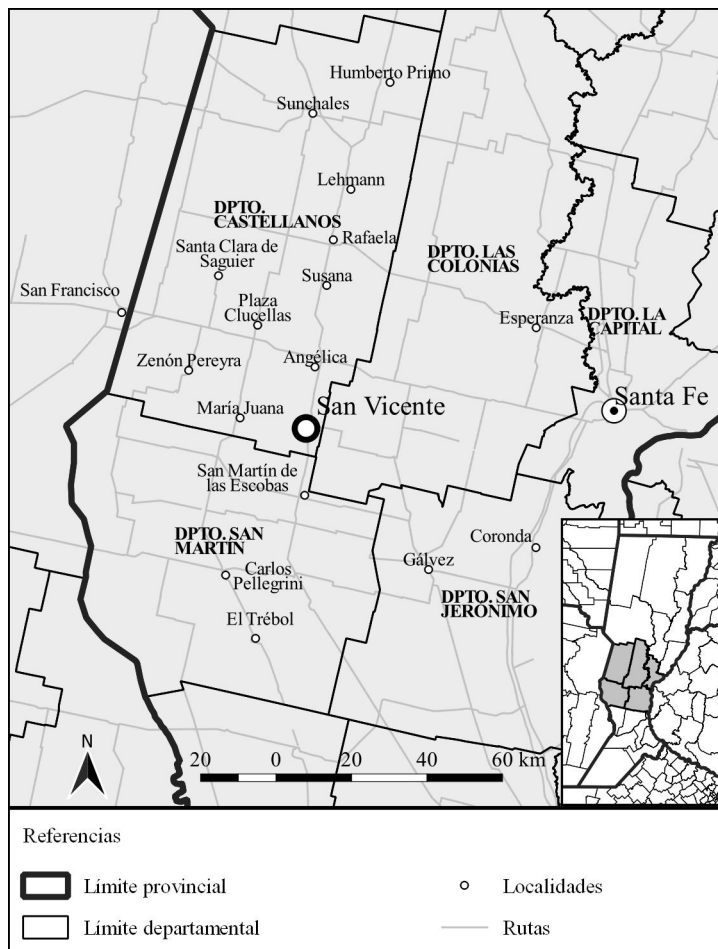 Humberto Primo
Sunchales
Lehmann
DPTO.
CASTELLANOS
Rafaela
Santa Clara de
Saguier
DPTO. LAS
COLONIAS
Susana
San Francisco
Plaza
Clucellas
Esperanza
DPTO. LA
CAPITAL
Zenón Pereyra
Angélica
María Juana
San Vicente
Santa Fe
San Martín de
las Escobas
DPTO. SAN
MARTÍN
Coronda
Gálvez
Carlos
Pellegrini
DPTO. SAN
JERÓNIMO
El Trébol
N
20 0 20 40 60 km
Referencias
Límite provincial
Localidades
Límite departamental
Rutas